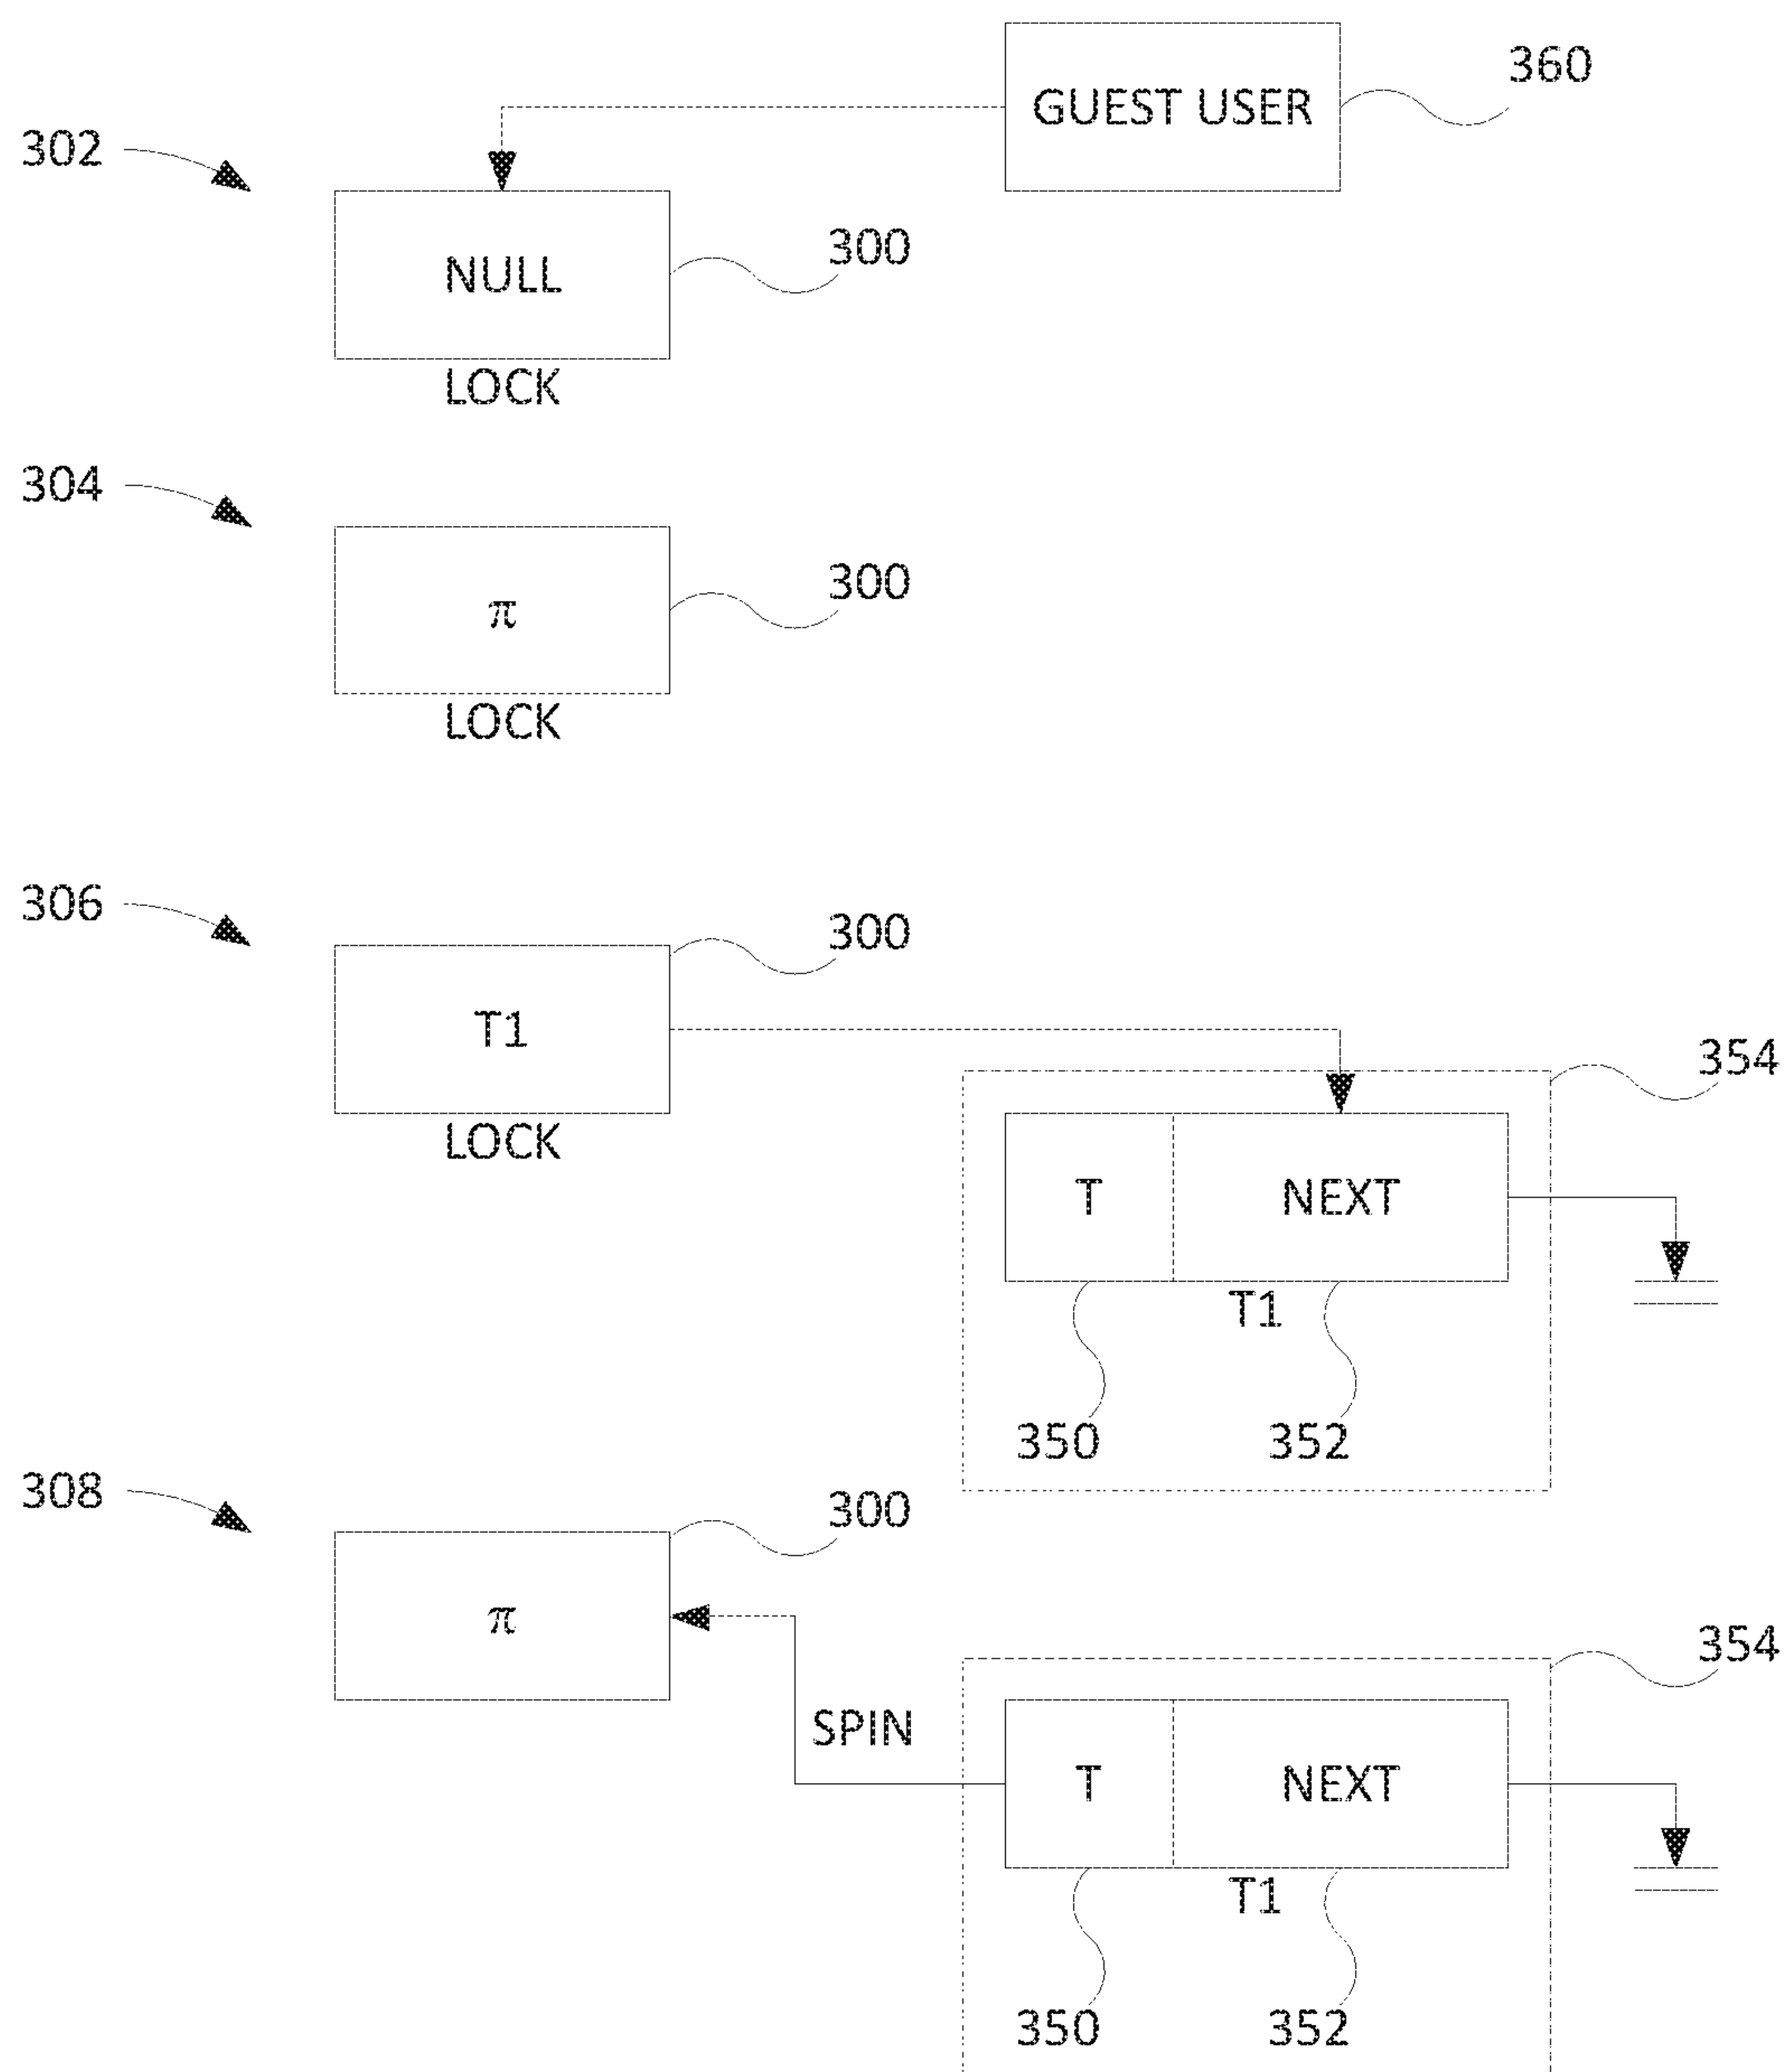 360
GUEST USER
302
300
NULL
LOCK
304
300
π
LOCK
306
300
T1
354
LOCK
T NEXT
T1
350 352
308
300
π
354
SPIN
T NEXT
T1
350 352